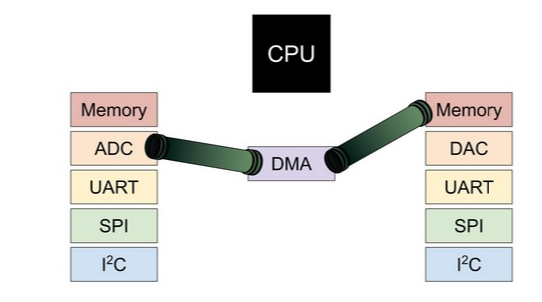 CPU
Memory
ADC
UART
SPI
I²C
DMA
Memory
DAC
UART
SPI
I²C